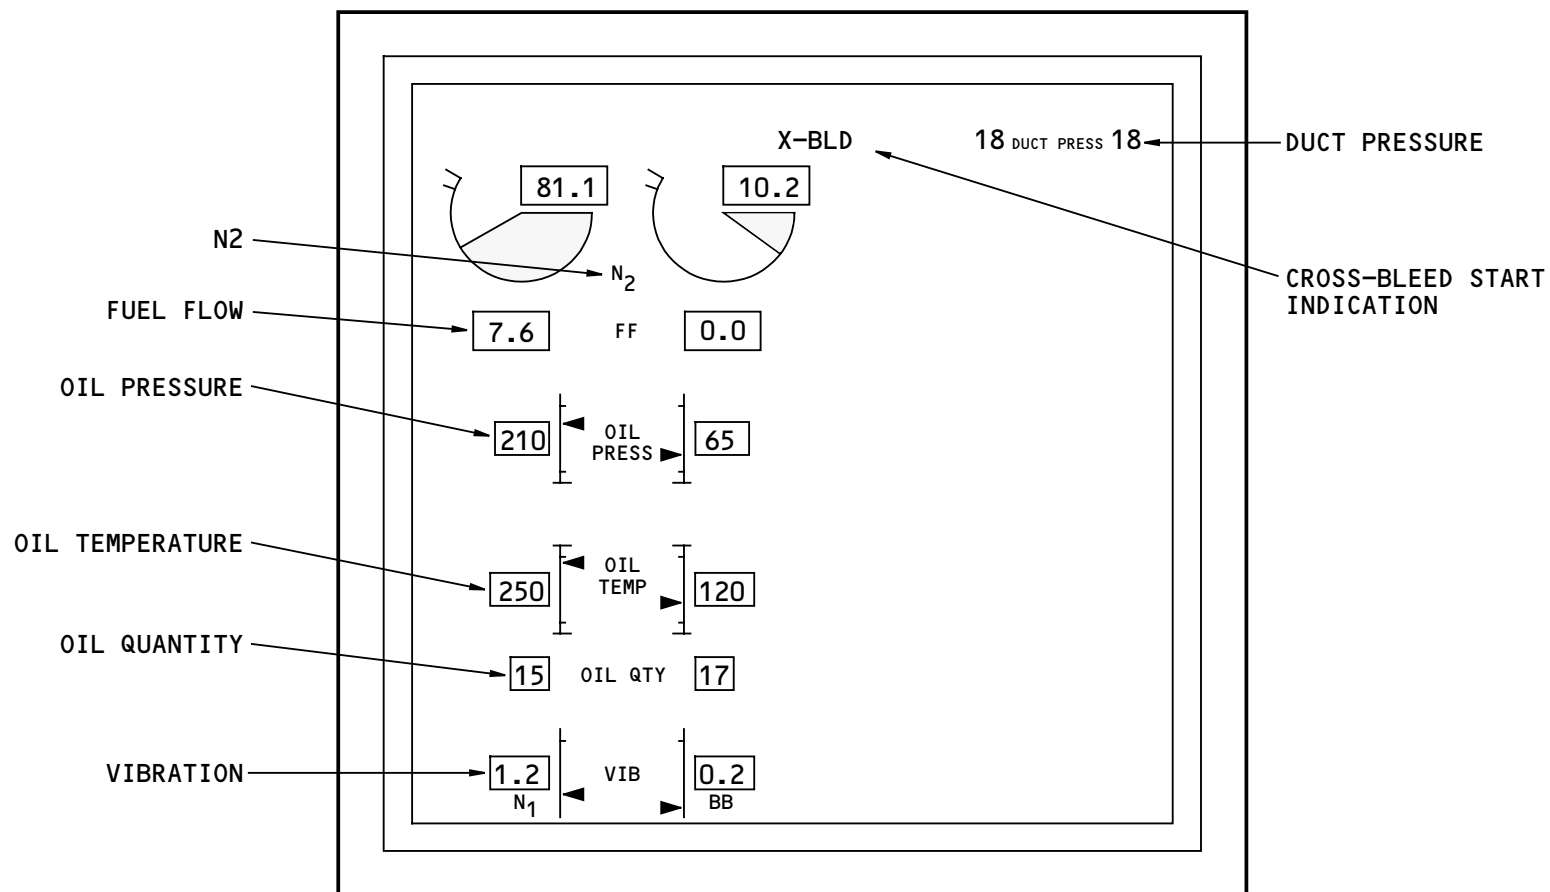 X-BLD
18 DUCT PRESS 18
DUCT PRESSURE
81.1
10.2
N2
N2
CROSS-BLEED START
INDICATION
FUEL FLOW
7.6
FF
0.0
OIL PRESSURE
210
OIL
PRESS
65
OIL TEMPERATURE
250
OIL
TEMP
120
OIL QUANTITY
15
OIL QTY
17
VIBRATION
1.2
VIB
0.2
N1
BB